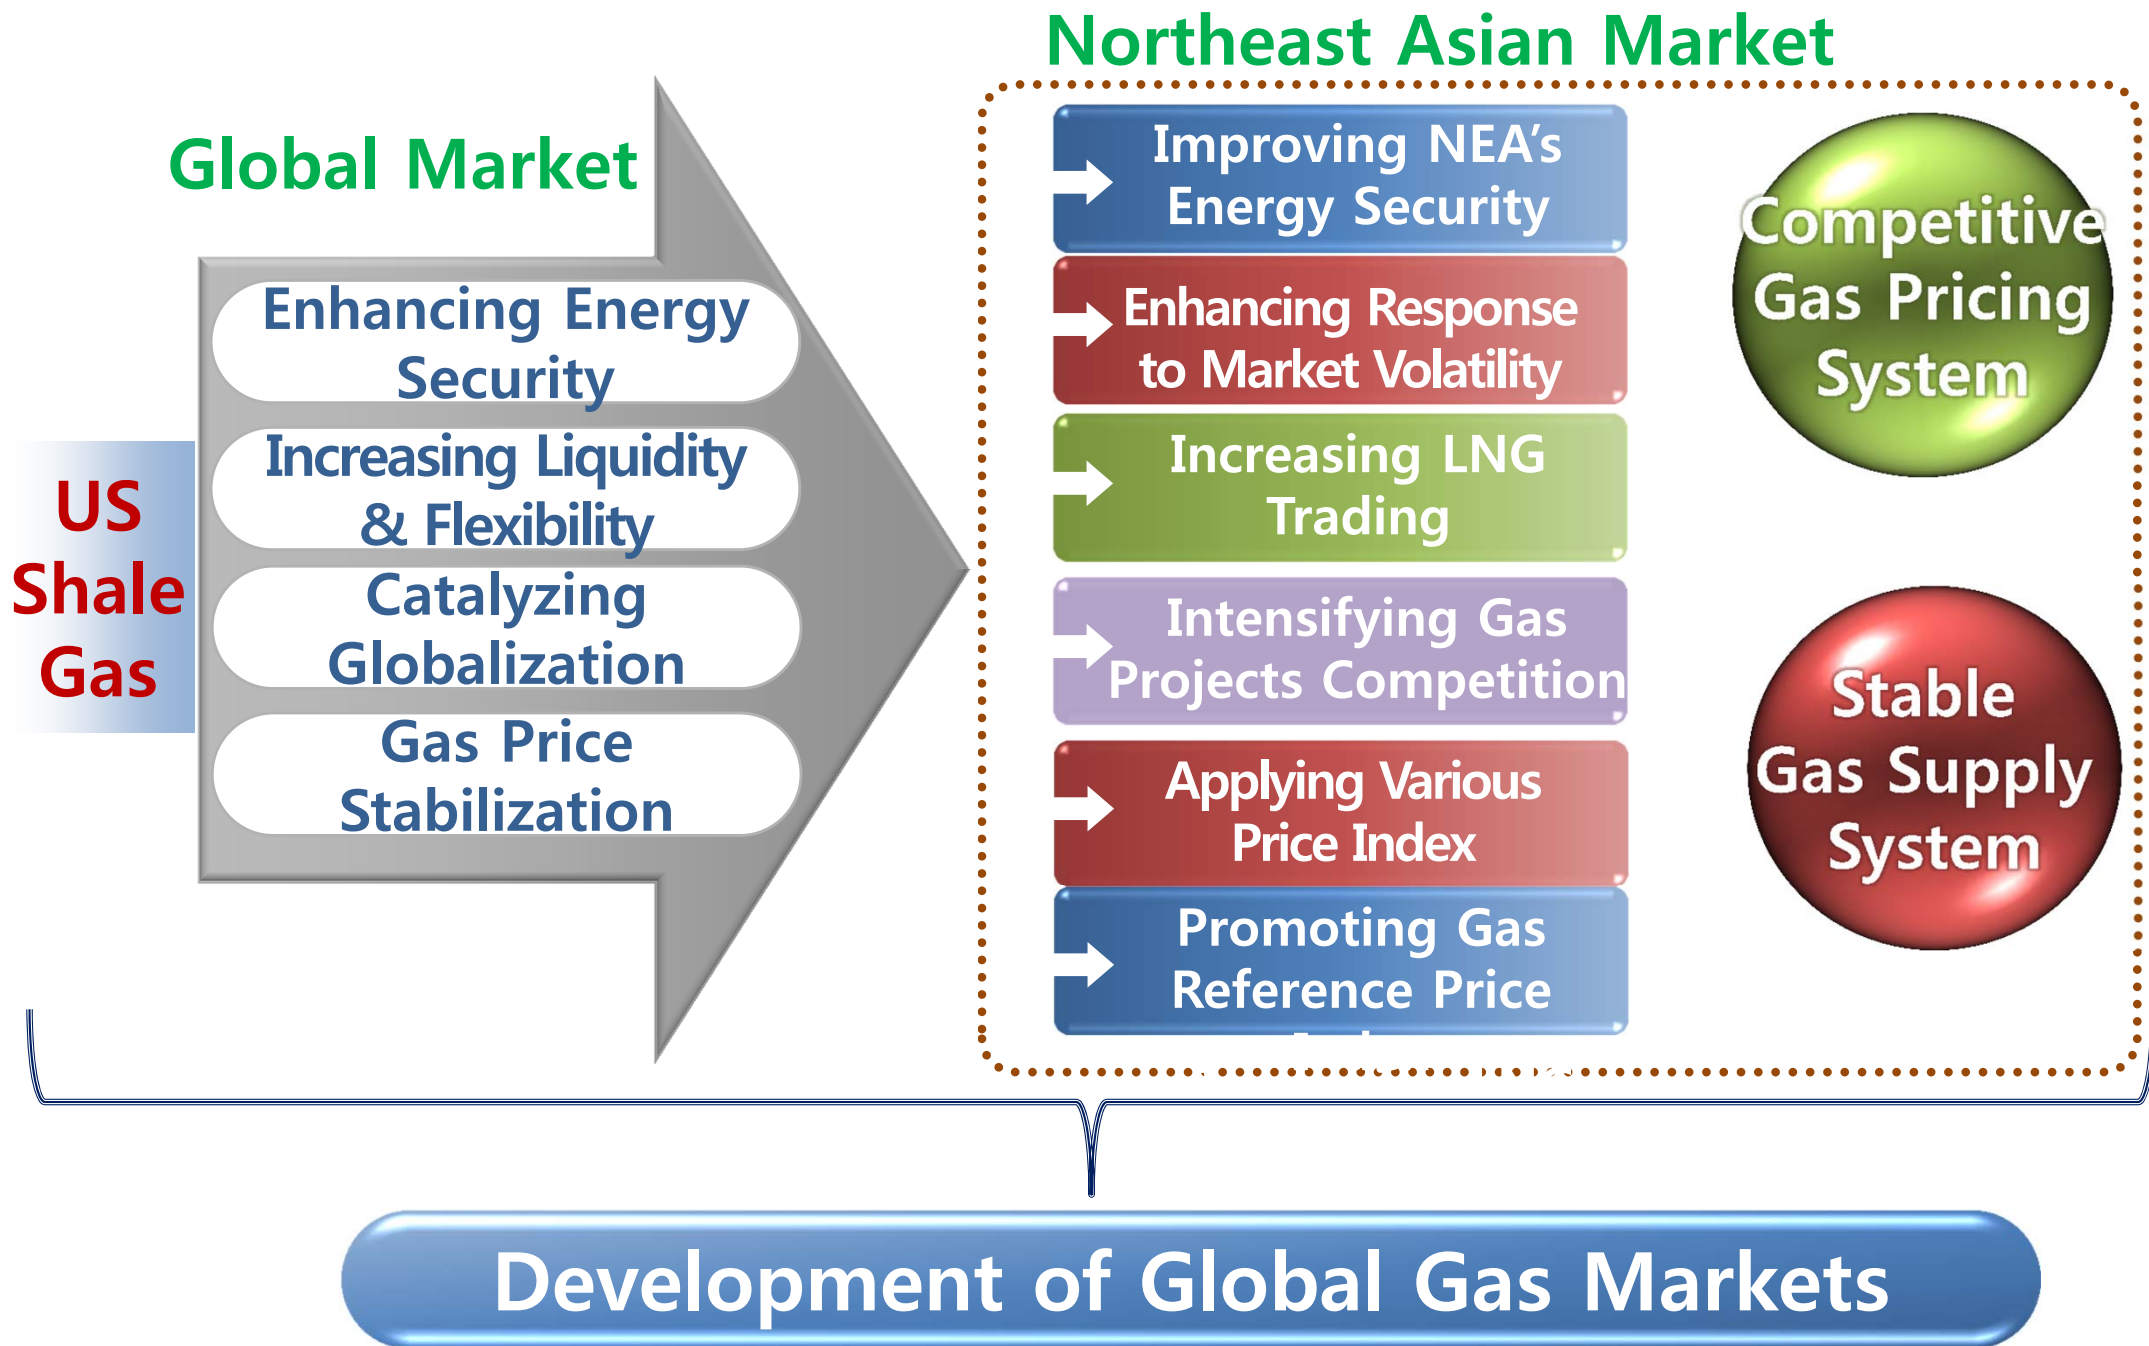 Northeast Asian Market
Global Market
US
Shale
Gas
Enhancing Energy
Security
Increasing Liquidity
& Flexibility
Catalyzing
Globalization
Gas Price
Stabilization
Improving NEA’s
Energy Security
Enhancing Response
to Market Volatility
Increasing LNG
Trading
Intensifying Gas
Projects Competition
Applying Various
Price Index
Promoting Gas
Reference Price
Competitive
Gas Pricing
System
Stable
Gas Supply
System
Development of Global Gas Markets